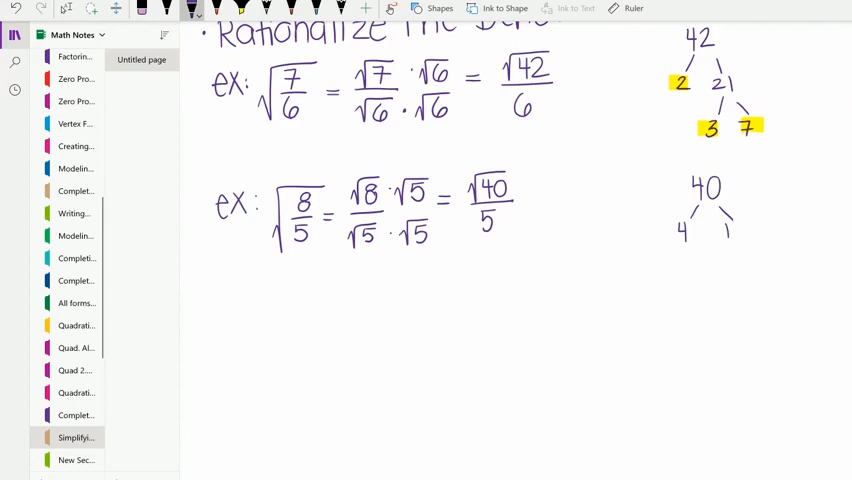 Shapes
Ink to Shape
Ink to Text
Ruler
Math Notes
Untitled page
Factorin...
Zero Pro...
Zero Pro...
Vertex F...
Creating...
Modelin...
Complet...
Writing...
Modelin...
Completi...
Complet...
All forms...
Quadrati...
Quad. Al...
Quad 2....
Quadrati...
Complet...
Simplifyi...
New Sec...
• Rationalize The
ex: √(7/6) = √7 · √6 / √6 · √6 = √42 / 6
ex: √(8/5) = √8 · √5 / √5 · √5 = √40 / 5
42
2 21
3 7
40
4 1